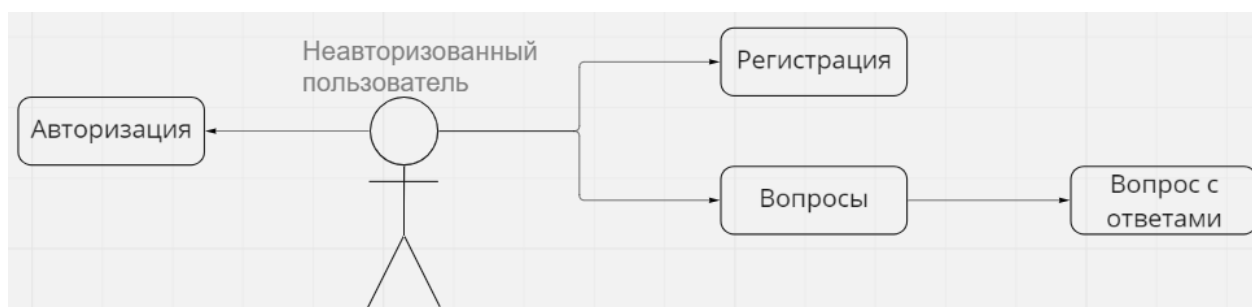 Неавторизованный
пользователь
Регистрация
Авторизация
Вопросы
Вопрос с
ответами